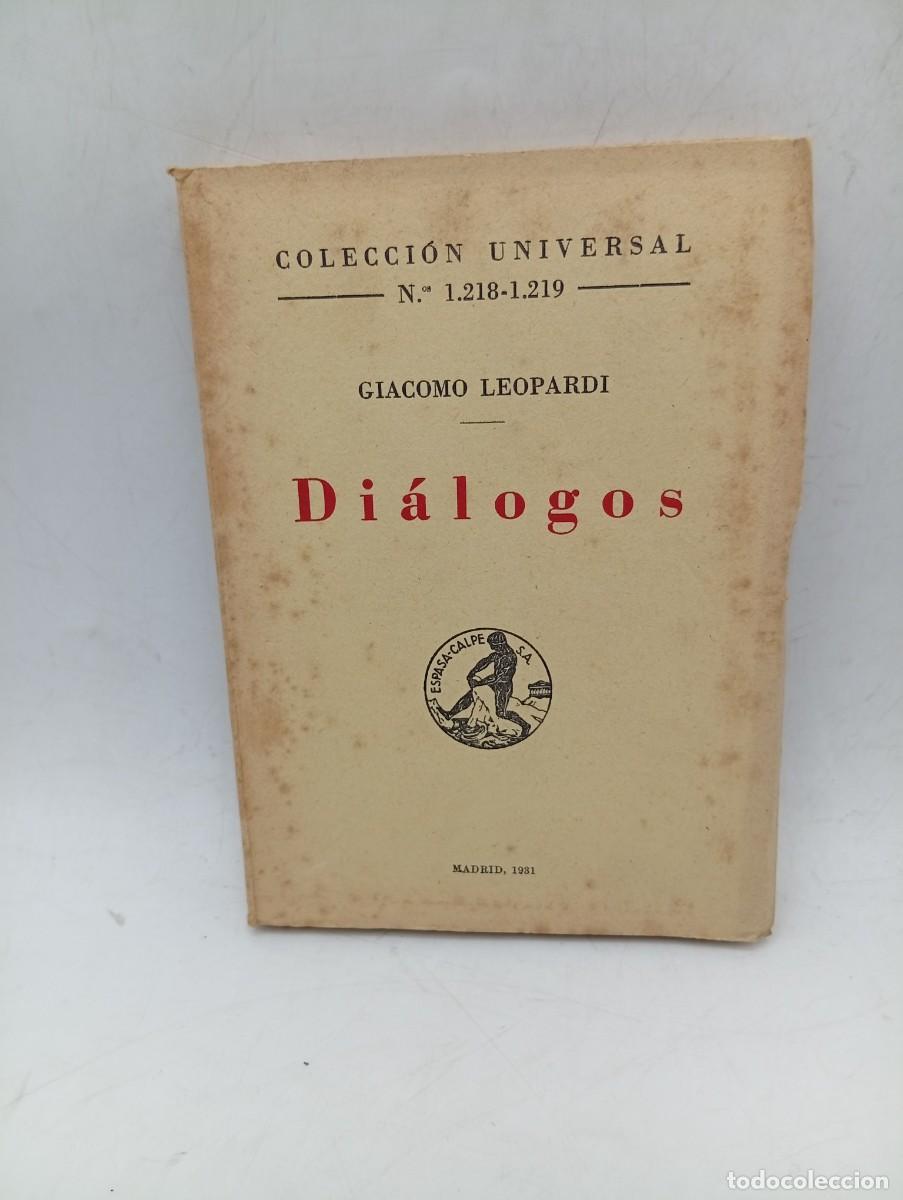 COLECCIÓN UNIVERSAL
N.os 1.218-1.219
GIACOMO LEOPARDI
Diálogos
ESPASA-CALPE S.A.
MADRID, 1931
todocoleccion